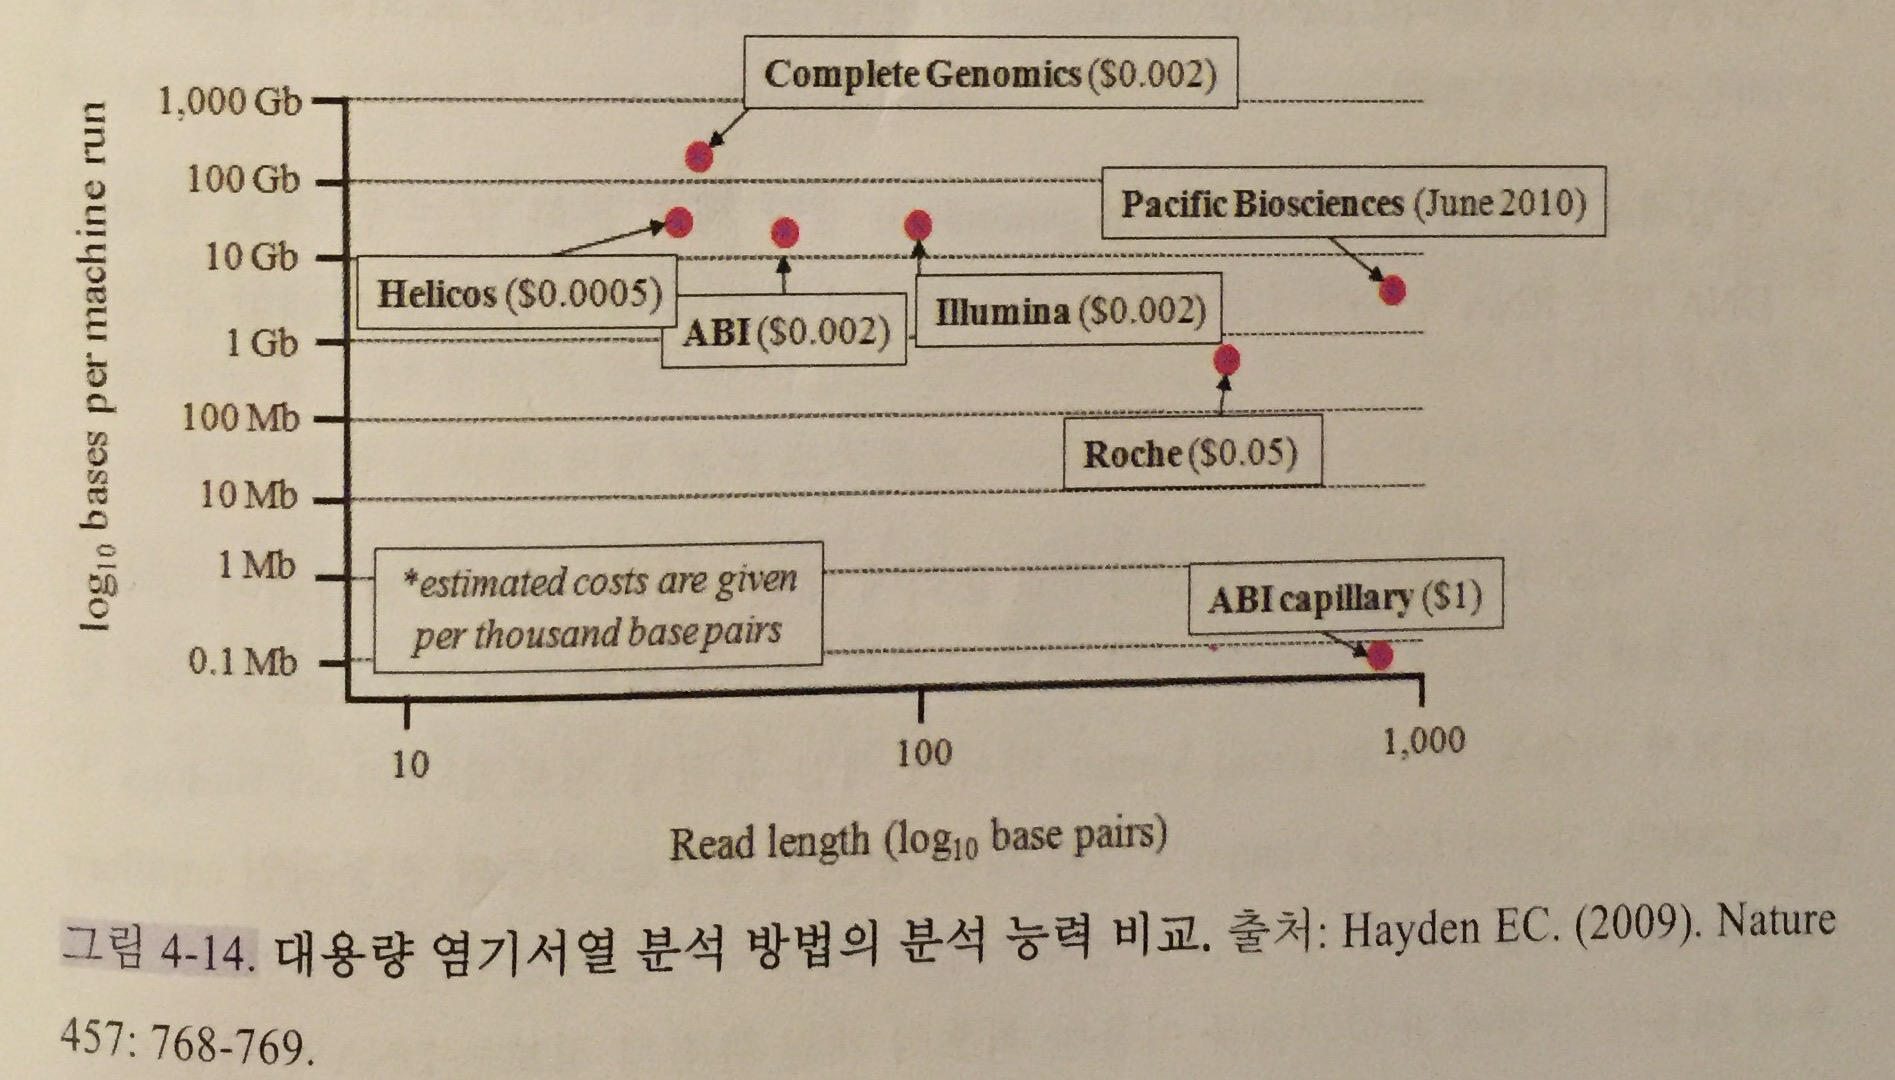 Complete Genomics ($0.002)
1,000 Gb
100 Gb
Pacific Biosciences (June 2010)
10 Gb
Helicos ($0.0005)
ABI ($0.002)
Illumina ($0.002)
1 Gb
100 Mb
Roche ($0.05)
10 Mb
1 Mb
*estimated costs are given
per thousand base pairs
ABI capillary ($1)
0.1 Mb
log₁₀ bases per machine run
10
100
1,000
Read length (log₁₀ base pairs)
그림 4-14. 대용량 염기서열 분석 방법의 분석 능력 비교. 출처: Hayden EC. (2009). Nature
457: 768-769.